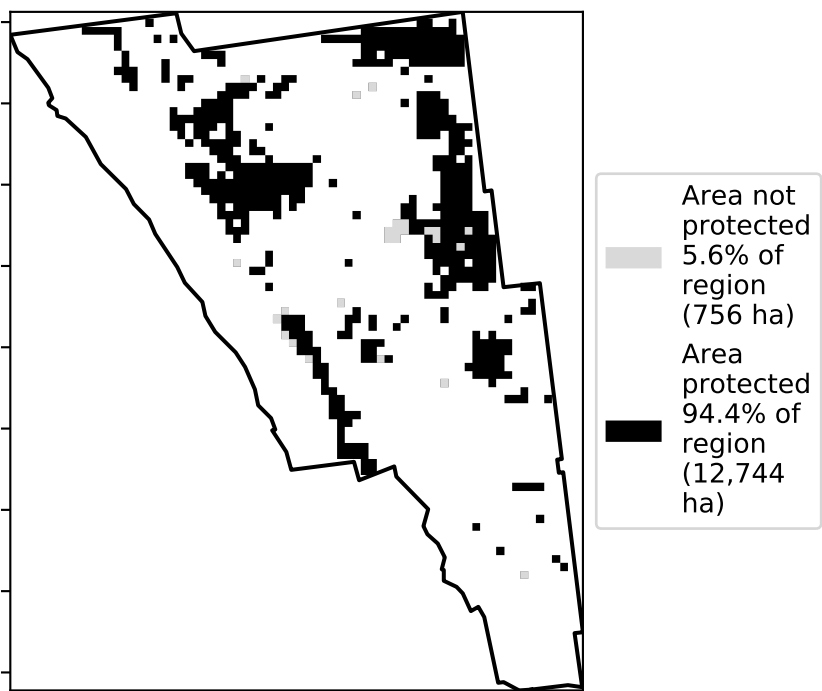 Area not
protected
5.6% of
region
(756 ha)
Area
protected
94.4% of
region
(12,744
ha)